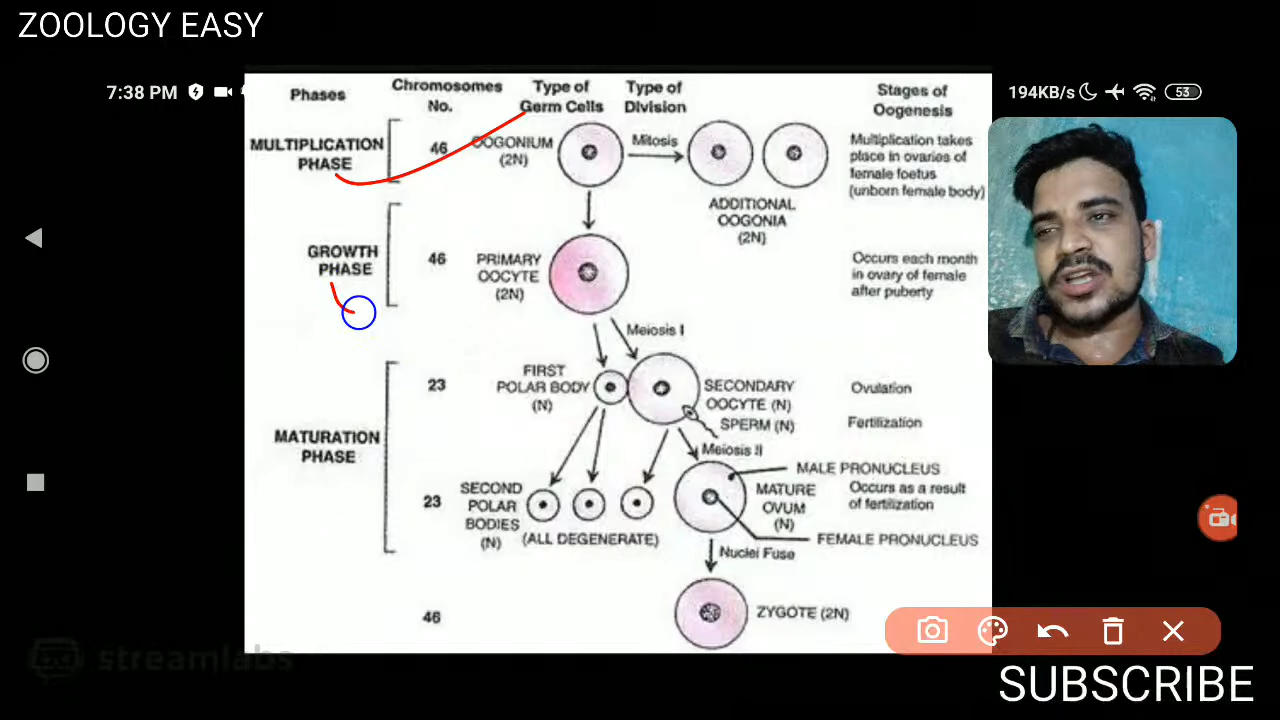 ZOOLOGY EASY
7:38 PM
194KB/s
53
Phases
Chromosomes
No.
Type of
Germ Cells
Type of
Division
Stages of
Oogenesis
MULTIPLICATION
PHASE
46
OOGONIUM
(2N)
Mitosis
ADDITIONAL
OOGONIA
(2N)
Multiplication takes
place in ovaries of
female foetus
(unborn female body)
GROWTH
PHASE
46
PRIMARY
OOCYTE
(2N)
Occurs each month
in ovary of female
after puberty
Meiosis I
MATURATION
PHASE
23
FIRST
POLAR BODY
(N)
SECONDARY
OOCYTE (N)
Ovulation
SPERM (N)
Fertilization
Meiosis II
23
SECOND
POLAR
BODIES
(N)
(ALL DEGENERATE)
MALE PRONUCLEUS
MATURE
OVUM
(N)
Occurs as a result
of fertilization
FEMALE PRONUCLEUS
Nuclei Fuse
46
ZYGOTE (2N)
streamlabs
SUBSCRIBE